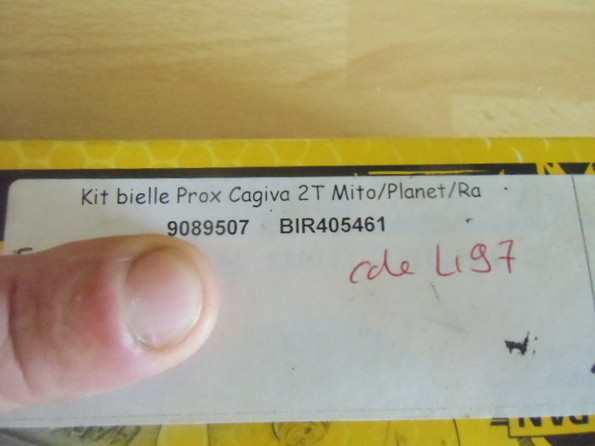 Kit bielle Prox Cagiva 2T Mito/Planet/Ra
9089507 BIR405461
cde L197